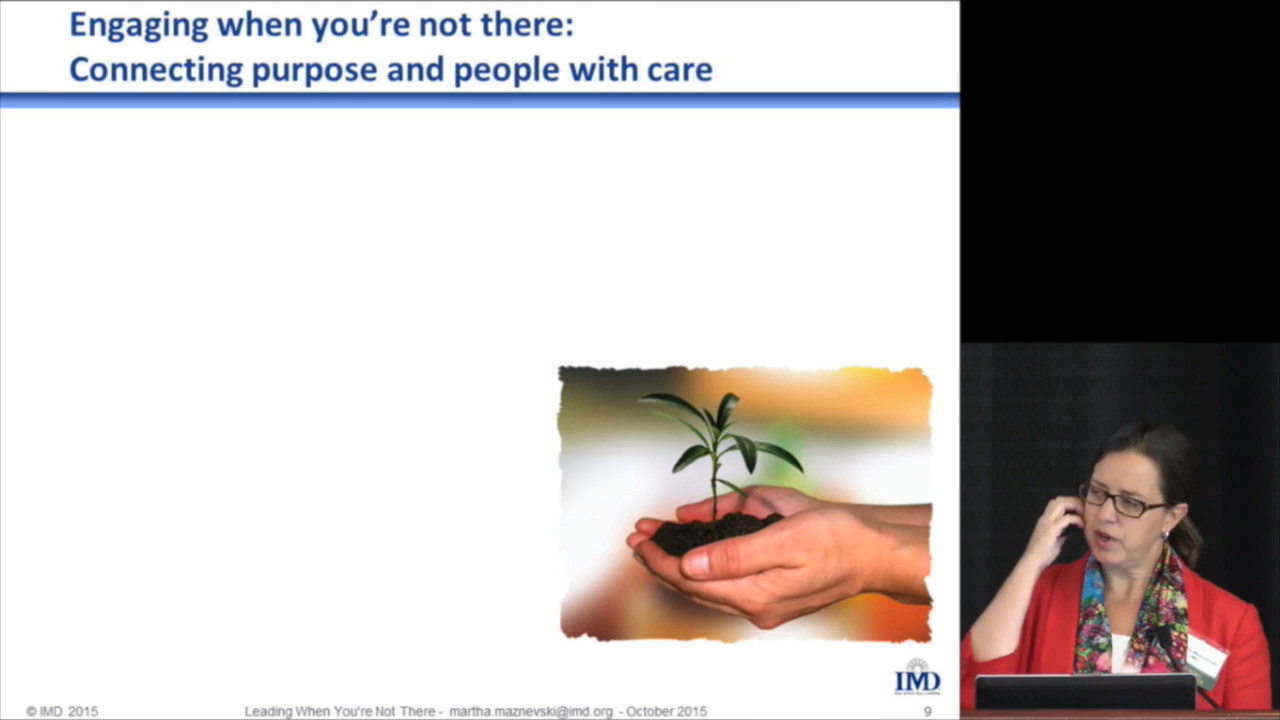 Engaging when you're not there:
Connecting purpose and people with care
IMD
© IMD 2015
Leading When You're Not There - martha.maznevski@imd.org - October 2015
9